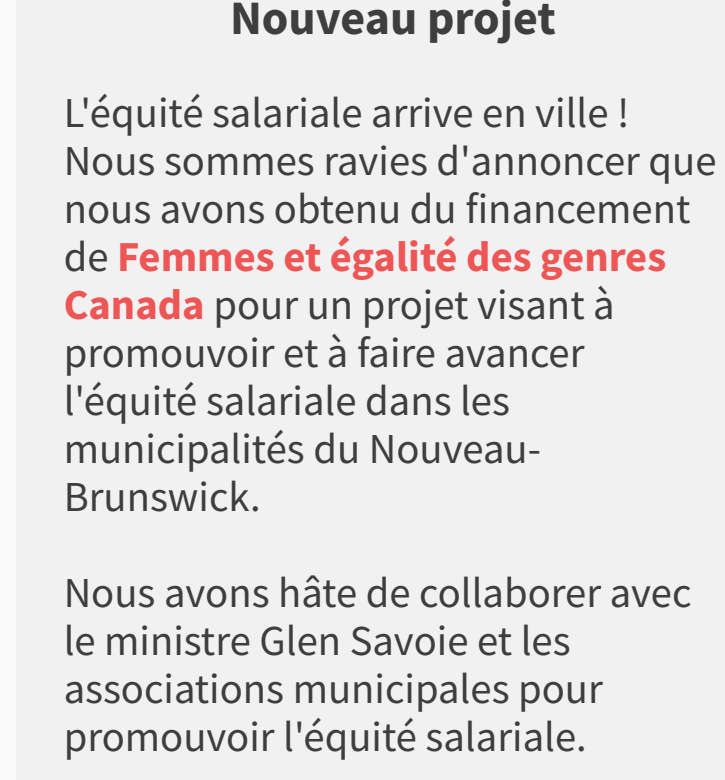 Nouveau projet
L'équité salariale arrive en ville !
Nous sommes ravies d'annoncer que
nous avons obtenu du financement
de Femmes et égalité des genres
Canada pour un projet visant à
promouvoir et à faire avancer
l'équité salariale dans les
municipalités du Nouveau-
Brunswick.
Nous avons hâte de collaborer avec
le ministre Glen Savoie et les
associations municipales pour
promouvoir l'équité salariale.